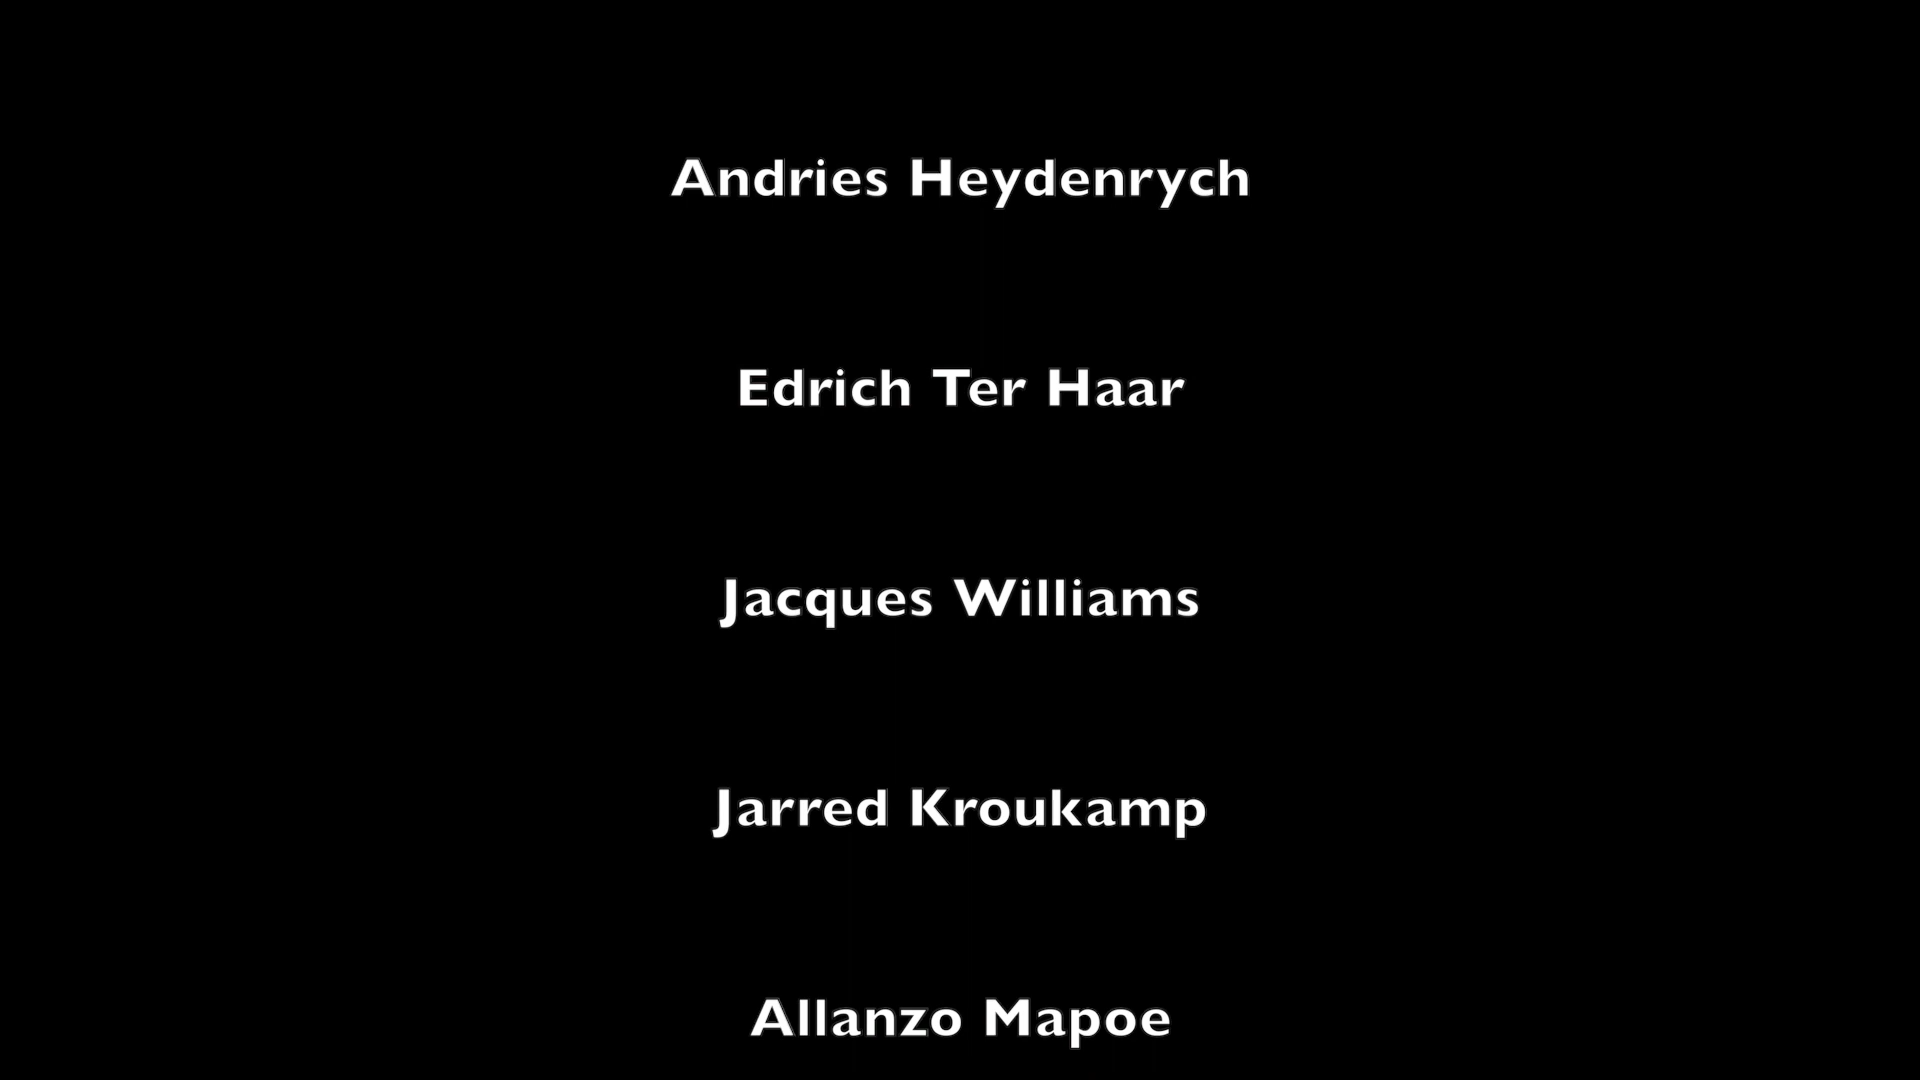 Andries Heydenrych
Edrich Ter Haar
Jacques Williams
Jarred Kroukamp
Allanzo Mapoe